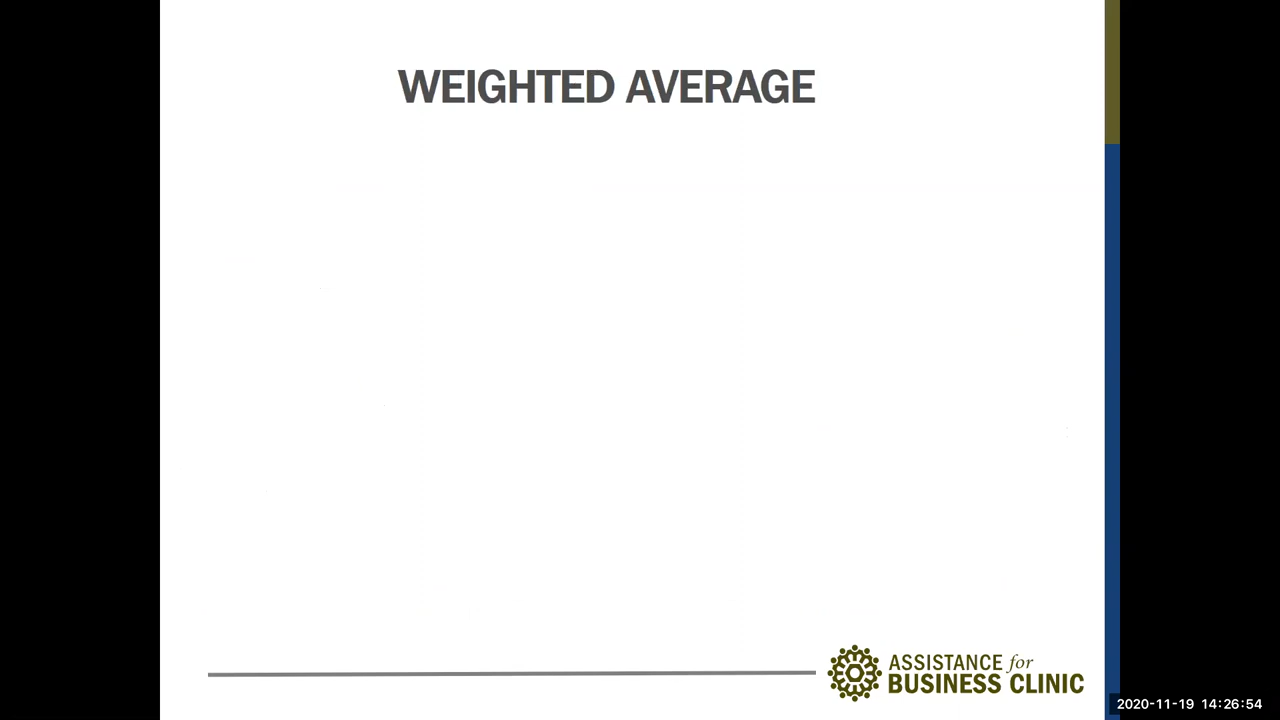 WEIGHTED AVERAGE
ASSISTANCE for
BUSINESS CLINIC
2020-11-19 14:26:54